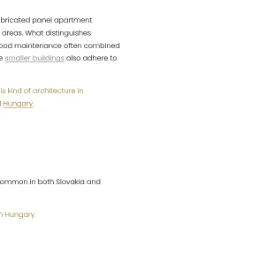 bricated panel apartment
areas. What distinguishes
ood maintenance often combined
e smaller buildings also adhere to
is kind of architecture in
Hungary.
ommon in both Slovakia and
n Hungary.